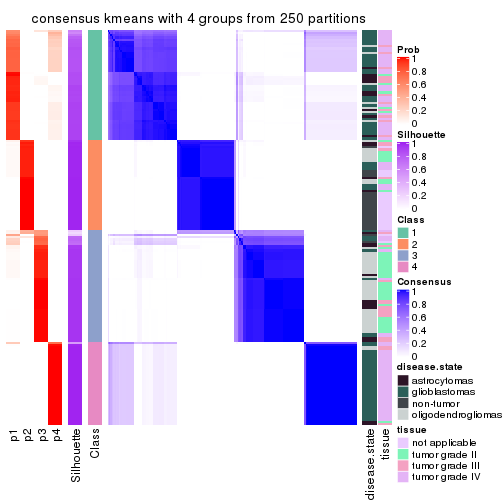 consensus kmeans with 4 groups from 250 partitions
Prob
1
0.8
0.6
0.4
0.2
0
Silhouette
1
0.8
0.6
0.4
0.2
0
Class
1
2
3
4
Consensus
1
0.8
0.6
0.4
0.2
0
disease.state
astrocytomas
glioblastomas
non-tumor
oligodendrogliomas
tissue
not applicable
tumor grade II
tumor grade III
tumor grade IV
p1
p2
p3
p4
Silhouette
Class
disease.state
tissue